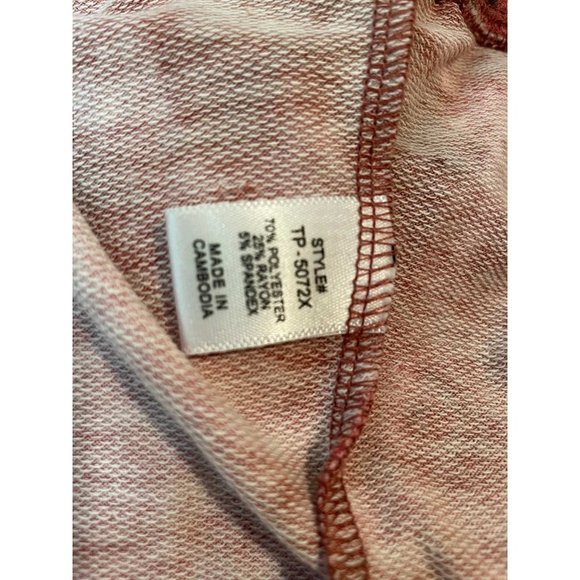 STYLE#
TP - 5072X
70% POLYESTER
25% RAYON
5% SPANDEX
MADE IN
CAMBODIA